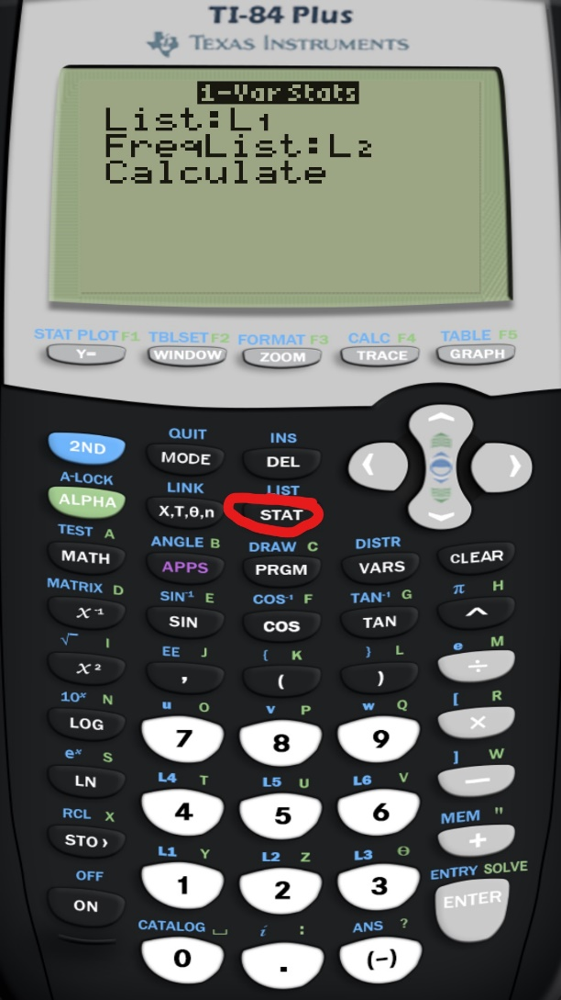 TI-84 Plus
TEXAS INSTRUMENTS
1-Var Stats
List:L1
FreqList:L2
Calculate
STAT PLOT F1 TBLSET F2 FORMAT F3 CALC F4 TABLE F5
Y= WINDOW ZOOM TRACE GRAPH
QUIT INS
2ND MODE DEL
A-LOCK LINK LIST
ALPHA X,T,θ,n STAT
TEST A ANGLE B DRAW C DISTR
MATH APPS PRGM VARS CLEAR
MATRIX D SIN⁻¹ E COS⁻¹ F TAN⁻¹ G π H
x⁻¹ SIN COS TAN ^
√‾ I EE J { K } L e M
x² , ( ) ÷
10ˣ N u O v P w Q [ R
LOG 7 8 9 ×
eˣ S L4 T L5 U L6 V ] W
LN 4 5 6 —
RCL X L1 Y L2 Z L3 θ MEM "
STO› 1 2 3 +
OFF CATALOG ⎵ i : ANS ? ENTRY SOLVE
ON 0 . (−) ENTER